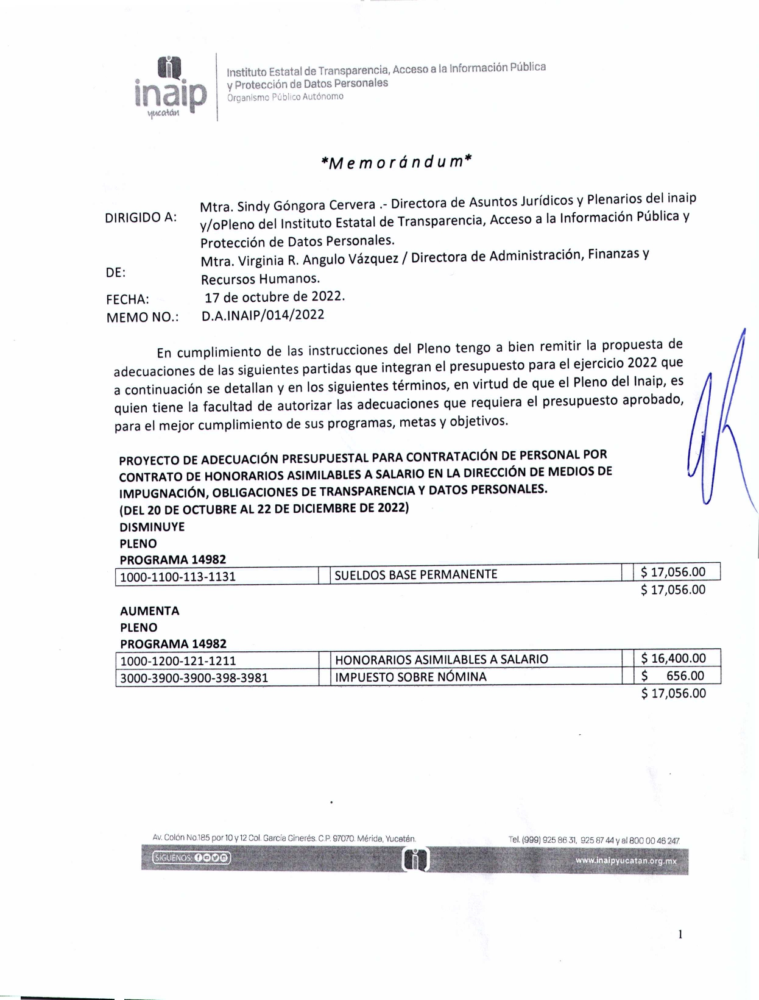 inaip
yucatán
Instituto Estatal de Transparencia, Acceso a la Información Pública
y Protección de Datos Personales
Organismo Público Autónomo
*Memorándum*
DIRIGIDO A: Mtra. Sindy Góngora Cervera .- Directora de Asuntos Jurídicos y Plenarios del inaip
y/oPleno del Instituto Estatal de Transparencia, Acceso a la Información Pública y
Protección de Datos Personales.
DE: Mtra. Virginia R. Angulo Vázquez / Directora de Administración, Finanzas y
Recursos Humanos.
FECHA: 17 de octubre de 2022.
MEMO NO.: D.A.INAIP/014/2022
En cumplimiento de las instrucciones del Pleno tengo a bien remitir la propuesta de
adecuaciones de las siguientes partidas que integran el presupuesto para el ejercicio 2022 que
a continuación se detallan y en los siguientes términos, en virtud de que el Pleno del Inaip, es
quien tiene la facultad de autorizar las adecuaciones que requiera el presupuesto aprobado,
para el mejor cumplimiento de sus programas, metas y objetivos.
PROYECTO DE ADECUACIÓN PRESUPUESTAL PARA CONTRATACIÓN DE PERSONAL POR
CONTRATO DE HONORARIOS ASIMILABLES A SALARIO EN LA DIRECCIÓN DE MEDIOS DE
IMPUGNACIÓN, OBLIGACIONES DE TRANSPARENCIA Y DATOS PERSONALES.
(DEL 20 DE OCTUBRE AL 22 DE DICIEMBRE DE 2022)
DISMINUYE
PLENO
PROGRAMA 14982
1000-1100-113-1131 SUELDOS BASE PERMANENTE $ 17,056.00
$ 17,056.00
AUMENTA
PLENO
PROGRAMA 14982
1000-1200-121-1211 HONORARIOS ASIMILABLES A SALARIO $ 16,400.00
3000-3900-3900-398-3981 IMPUESTO SOBRE NÓMINA $ 656.00
$ 17,056.00
Av. Colón No.185 por 10 y 12 Col. García Ginerés. C.P. 97070. Mérida, Yucatán. Tel. (999) 925 86 31, 925 87 44 y al 800 00 46 247
SÍGUENOS: www.inaipyucatan.org.mx
1